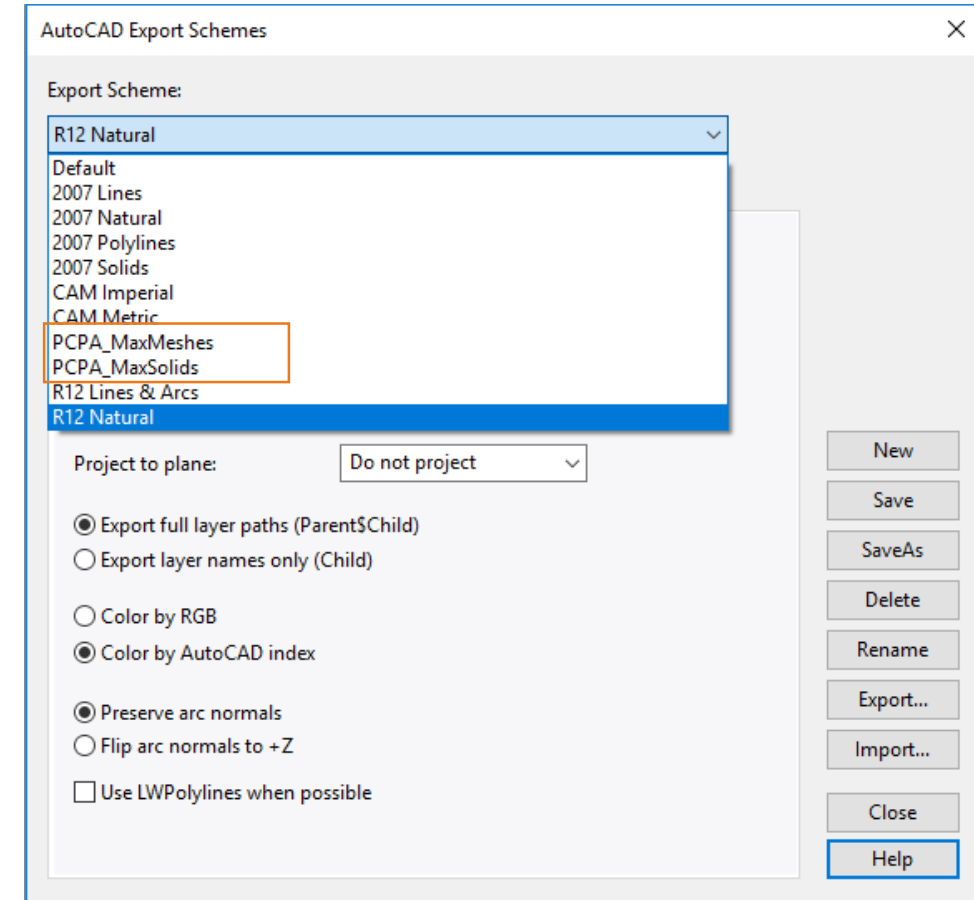 AutoCAD Export Schemes
Export Scheme:
R12 Natural
Default
2007 Lines
2007 Natural
2007 Polylines
2007 Solids
CAM Imperial
CAM Metric
PCPA_MaxMeshes
PCPA_MaxSolids
R12 Lines & Arcs
R12 Natural
Project to plane:
Do not project
Export full layer paths (Parent$Child)
Export layer names only (Child)
Color by RGB
Color by AutoCAD index
Preserve arc normals
Flip arc normals to +Z
Use LWPolylines when possible
New
Save
SaveAs
Delete
Rename
Export...
Import...
Close
Help